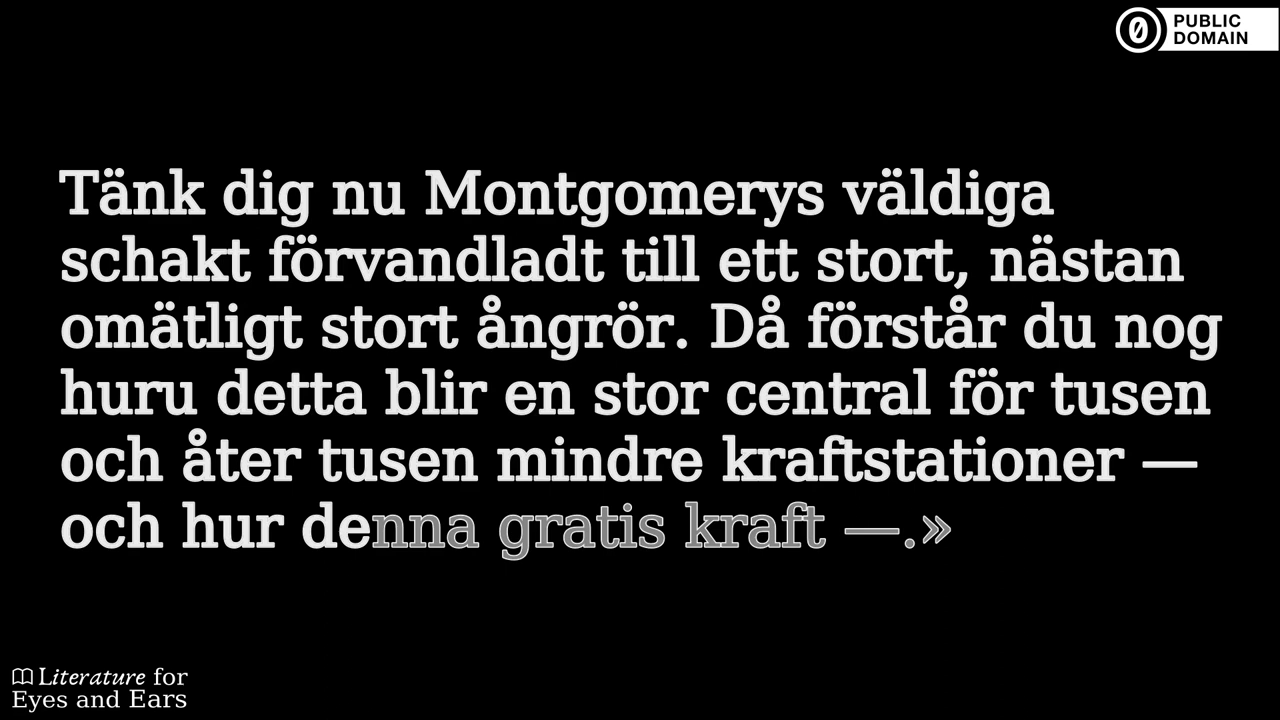 PUBLIC
DOMAIN
Tänk dig nu Montgomerys väldiga
schakt förvandladt till ett stort, nästan
omätligt stort ångrör. Då förstår du nog
huru detta blir en stor central för tusen
och åter tusen mindre kraftstationer —
och hur denna gratis kraft —.»
Literature for
Eyes and Ears